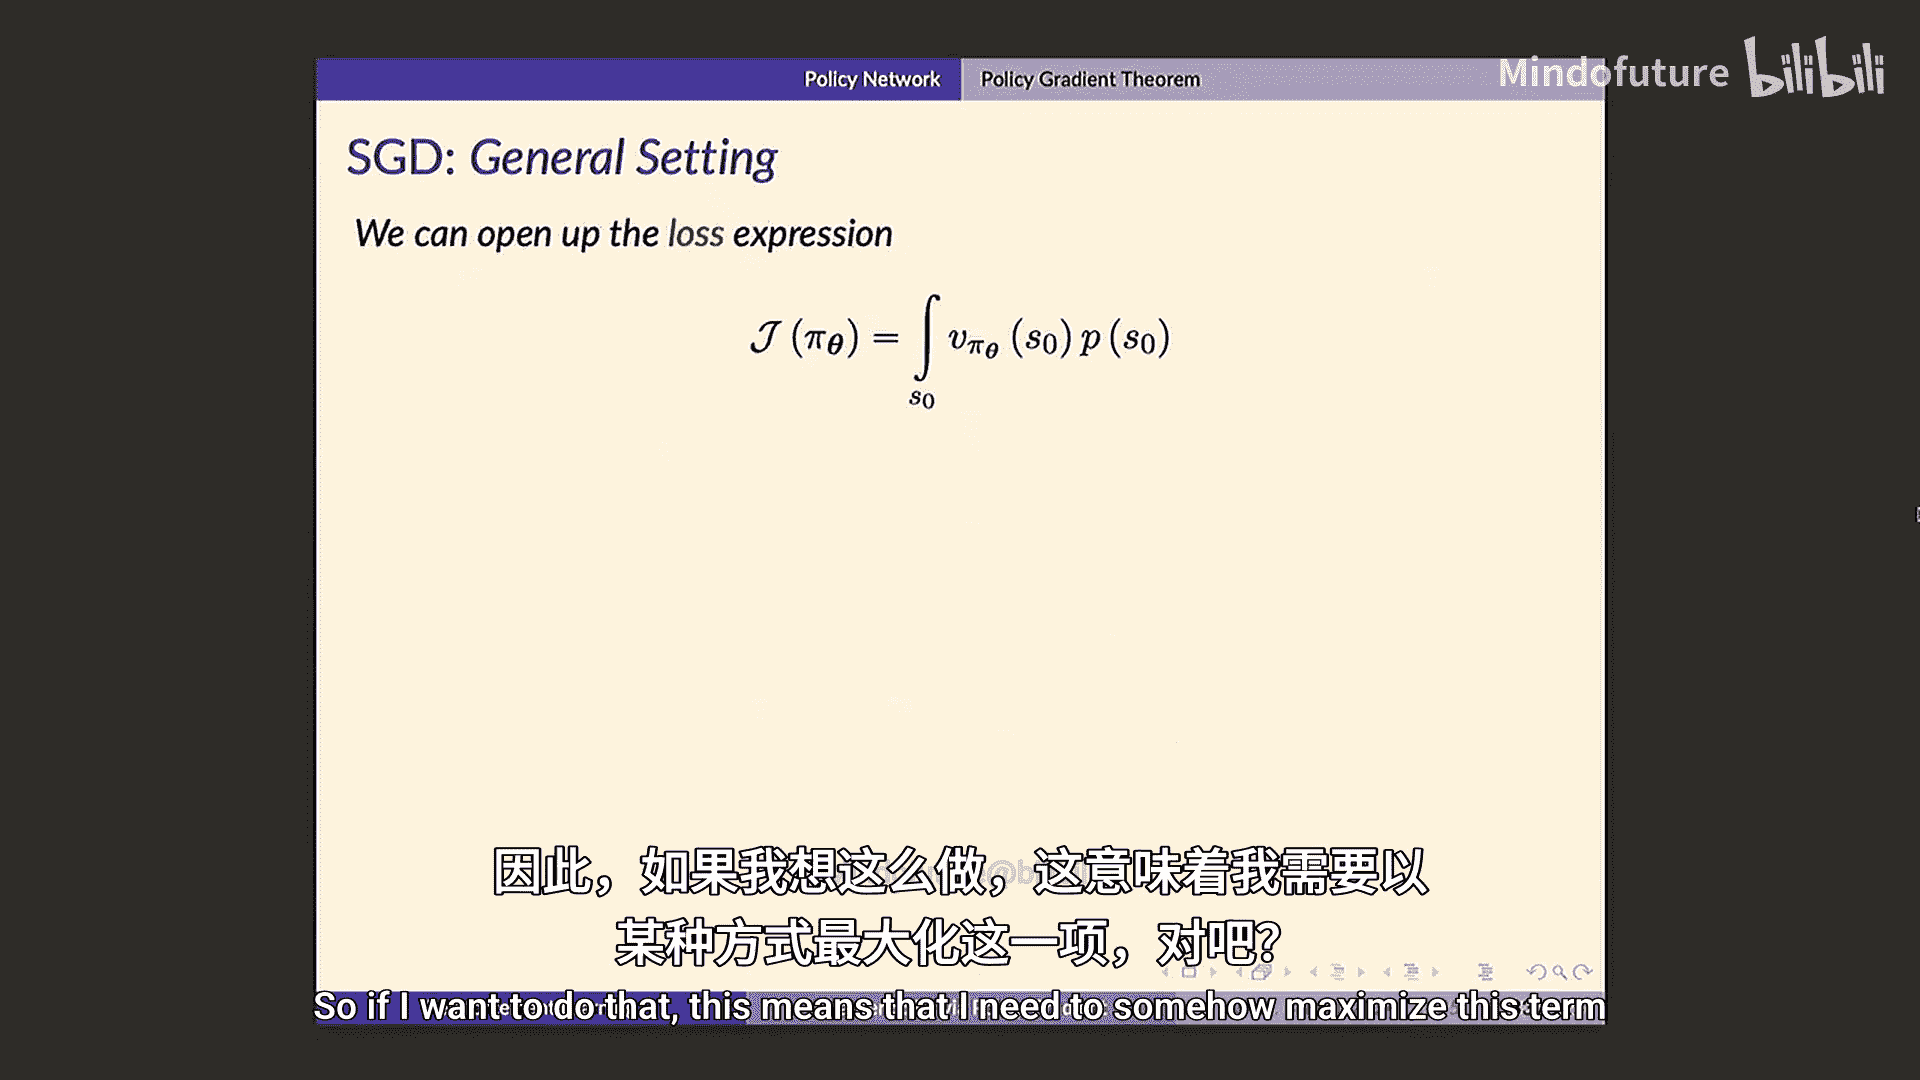 Policy Network
Policy Gradient Theorem
Mindofuture bilibili
SGD: General Setting
We can open up the loss expression
𝒥 (π_θ) = ∫_{s_0} v_{π_θ} (s_0) p (s_0)
因此，如果我想这么做，这意味着我需要以
某种方式最大化这一项，对吧？
So if I want to do that, this means that I need to somehow maximize this term